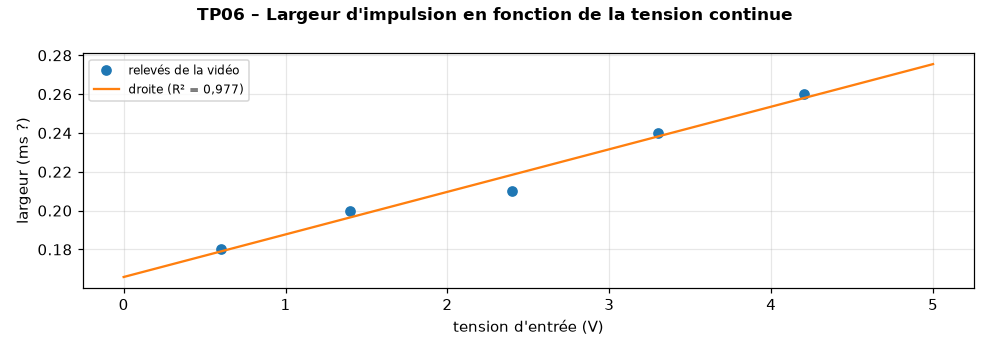 TP06 – Largeur d'impulsion en fonction de la tension continue
relevés de la vidéo
droite (R² = 0,977)
0.28
0.26
0.24
0.22
0.20
0.18
largeur (ms ?)
0 1 2 3 4 5
tension d'entrée (V)